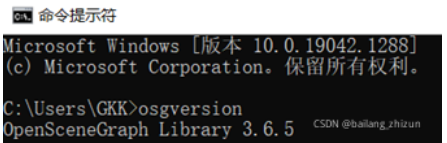 命令提示符
Microsoft Windows [版本 10.0.19042.1288]
(c) Microsoft Corporation。保留所有权利。
C:\Users\GKK>osgversion
OpenSceneGraph Library 3.6.5
CSDN @bailang_zhizun